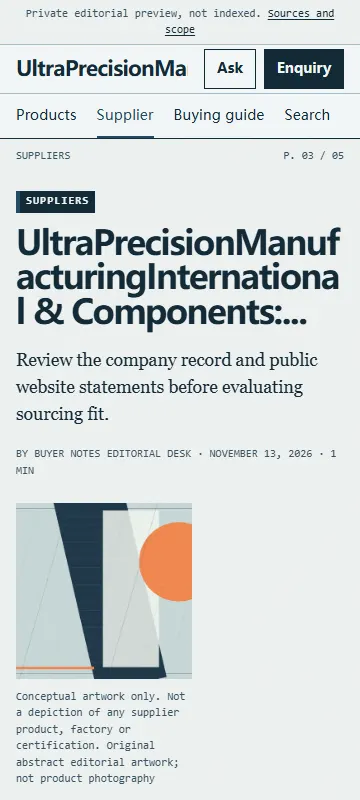 Private editorial preview, not indexed. Sources and
scope
UltraPrecisionMa
Ask
Enquiry
Products
Supplier
Buying guide
Search
SUPPLIERS
P. 03 / 05
SUPPLIERS
UltraPrecisionManuf
acturingInternationa
l & Components:...
Review the company record and public
website statements before evaluating
sourcing fit.
BY BUYER NOTES EDITORIAL DESK · NOVEMBER 13, 2026 · 1
MIN
Conceptual artwork only. Not
a depiction of any supplier
product, factory or
certification. Original
abstract editorial artwork;
not product photography